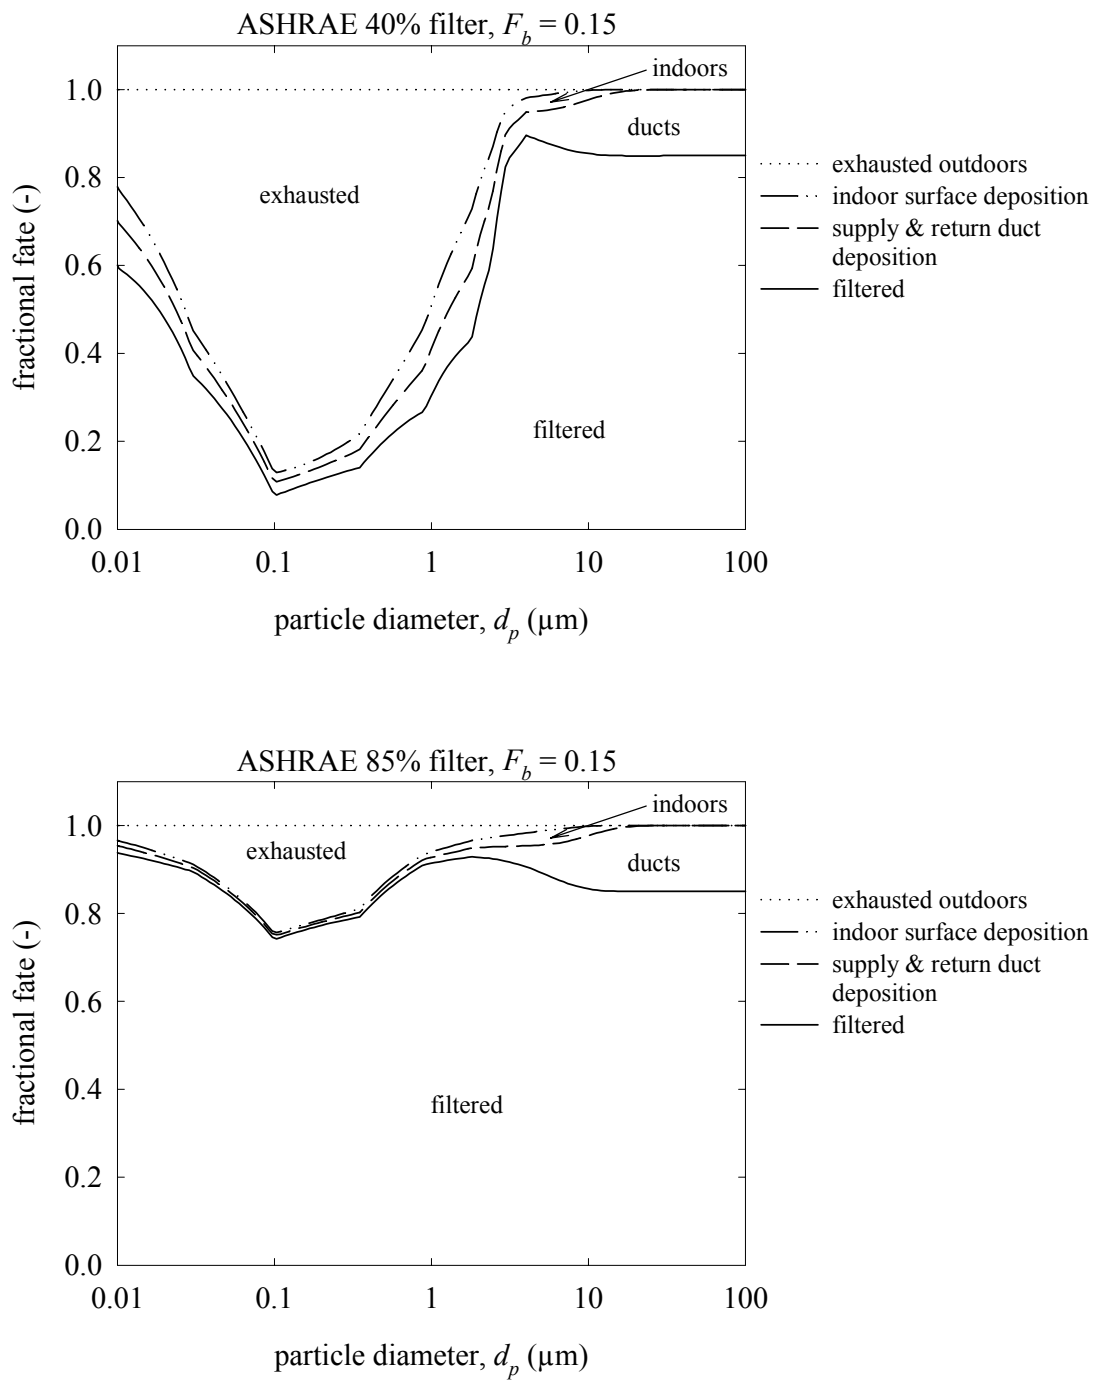 ASHRAE 40% filter, F_b = 0.15
indoors
1.0
ducts
exhausted outdoors
0.8
exhausted
indoor surface deposition
supply & return duct
deposition
0.6
filtered
fractional fate (-)
0.4
0.2
filtered
0.0
0.01 0.1 1 10 100
particle diameter, d_p (µm)
ASHRAE 85% filter, F_b = 0.15
indoors
1.0
exhausted
ducts
exhausted outdoors
0.8
indoor surface deposition
supply & return duct
deposition
0.6
filtered
fractional fate (-)
0.4
filtered
0.2
0.0
0.01 0.1 1 10 100
particle diameter, d_p (µm)